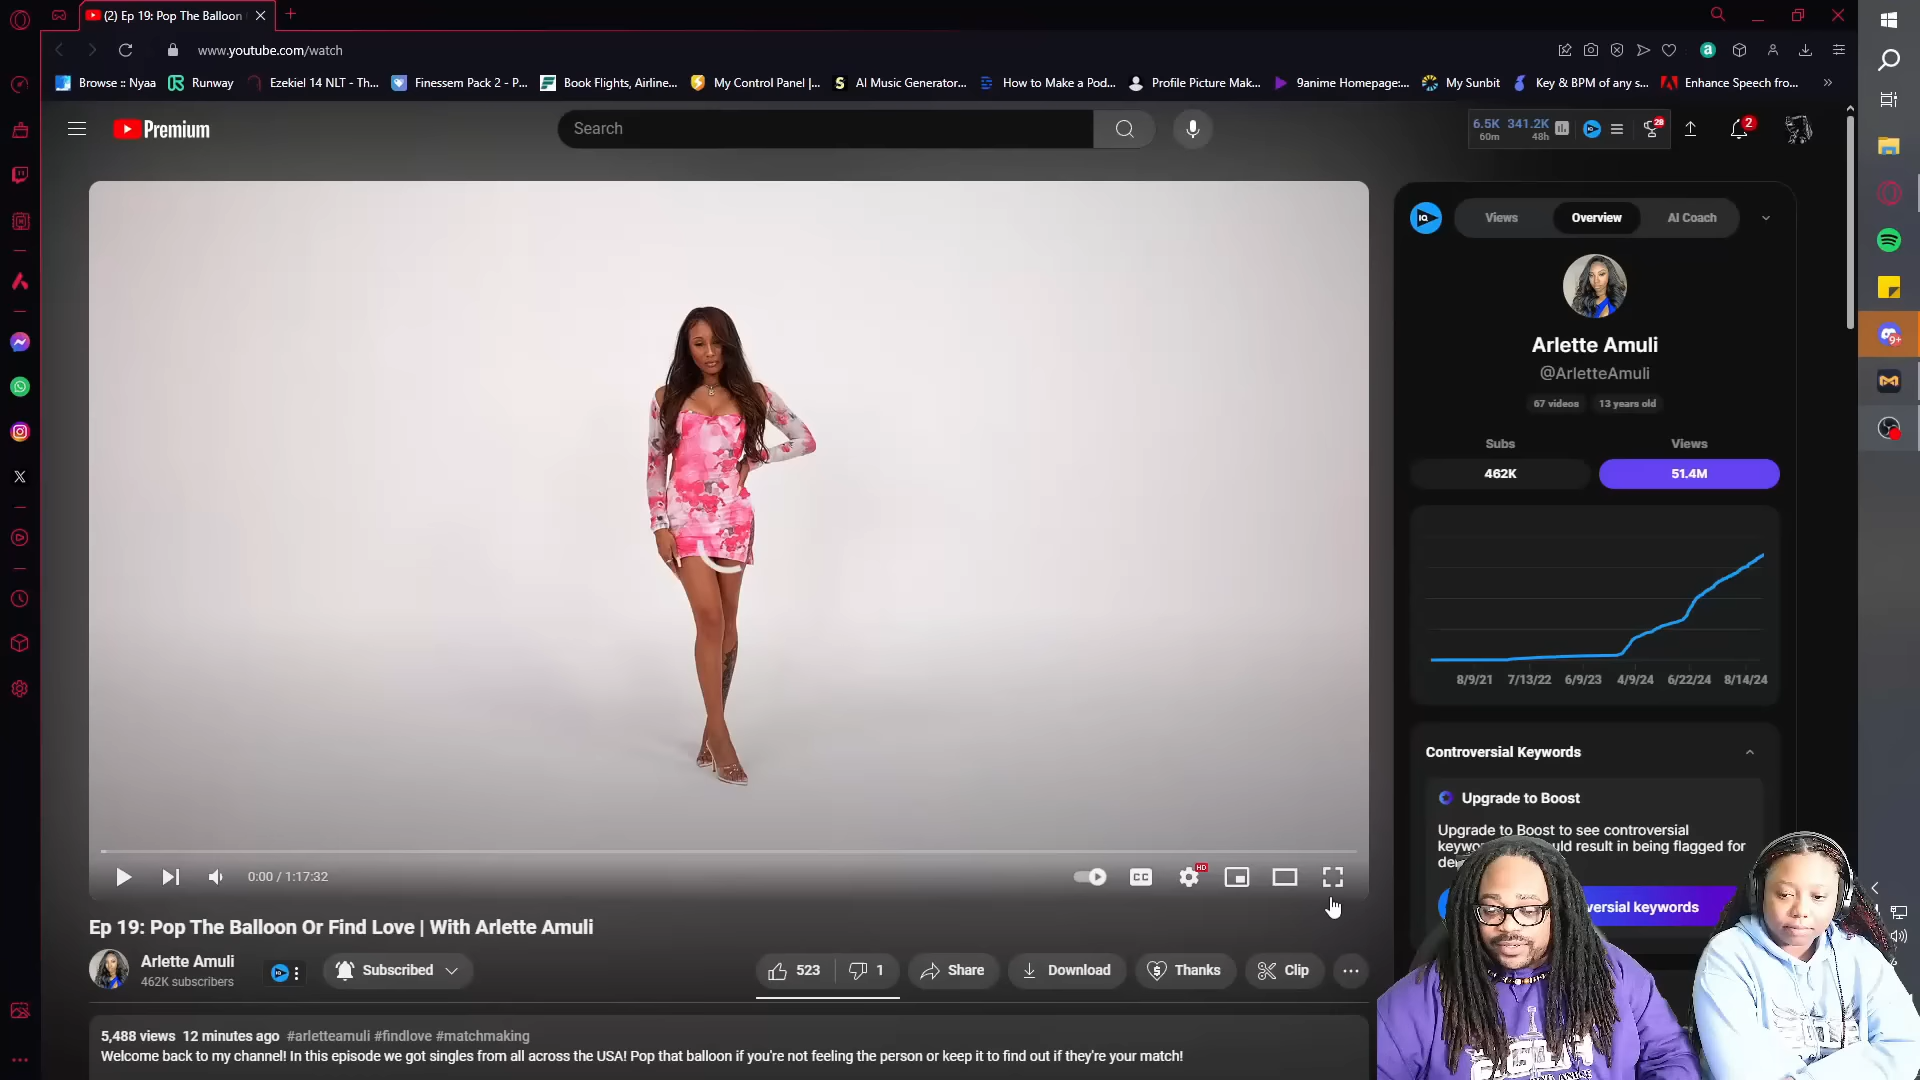 (2) Ep 19: Pop The Balloon
www.youtube.com/watch
Browse :: Nyaa
Runway
Ezekiel 14 NLT - Th...
Finessem Pack 2 - P...
Book Flights, Airline...
My Control Panel |...
AI Music Generator...
How to Make a Pod...
Profile Picture Mak...
9anime Homepage:...
My Sunbit
Key & BPM of any s...
Enhance Speech fro...
Premium
Search
6.5K 341.2K
60m 48h
28
2
IQ
Views
Overview
AI Coach
Arlette Amuli
@ArletteAmuli
67 videos
13 years old
Subs
Views
462K
51.4M
8/9/21 7/13/22 6/9/23 4/9/24 6/22/24 8/14/24
Controversial Keywords
Upgrade to Boost
Upgrade to Boost to see controversial
uld result in being flagged for
versial keywords
0:00 / 1:17:32
CC
HD
Ep 19: Pop The Balloon Or Find Love | With Arlette Amuli
Arlette Amuli
462K subscribers
Subscribed
523
1
Share
Download
Thanks
Clip
5,488 views 12 minutes ago #arletteamuli #findlove #matchmaking
Welcome back to my channel! In this episode we got singles from all across the USA! Pop that balloon if you're not feeling the person or keep it to find out if they're your match!
9+